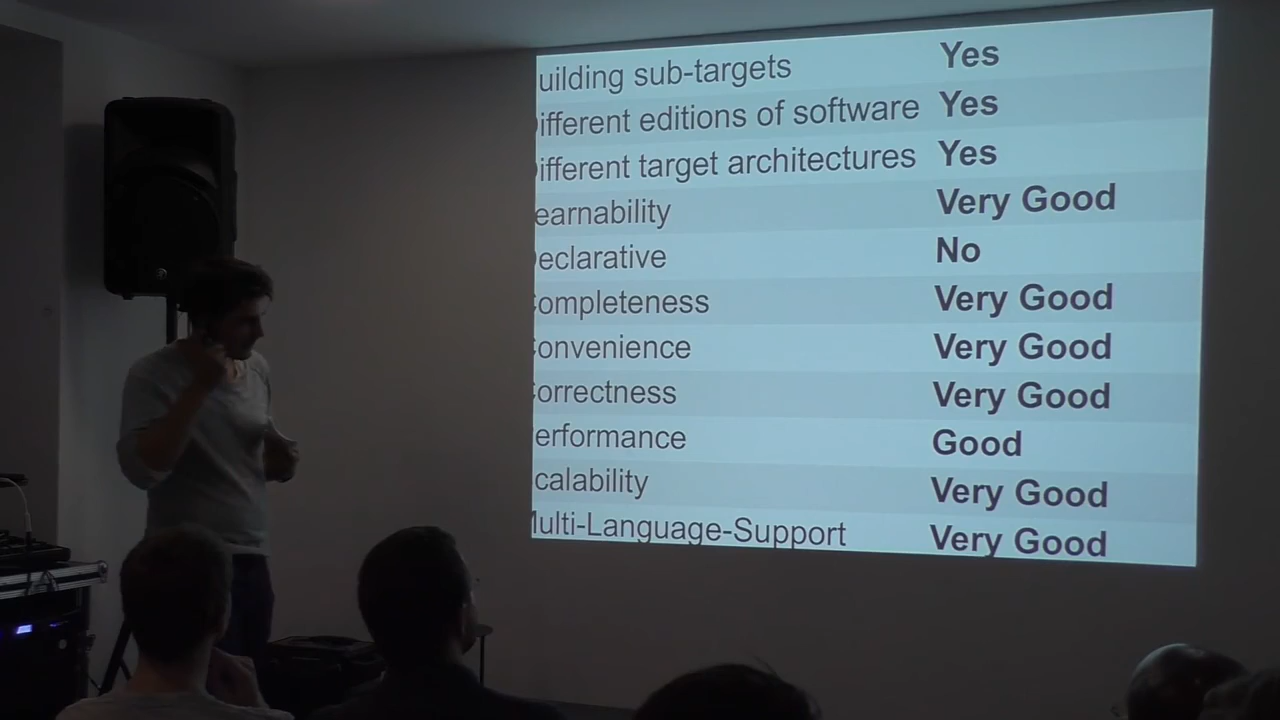 uilding sub-targets Yes
ifferent editions of software Yes
ifferent target architectures Yes
earnability Very Good
eclarative No
ompleteness Very Good
onvenience Very Good
orrectness Very Good
erformance Good
calability Very Good
ulti-Language-Support Very Good